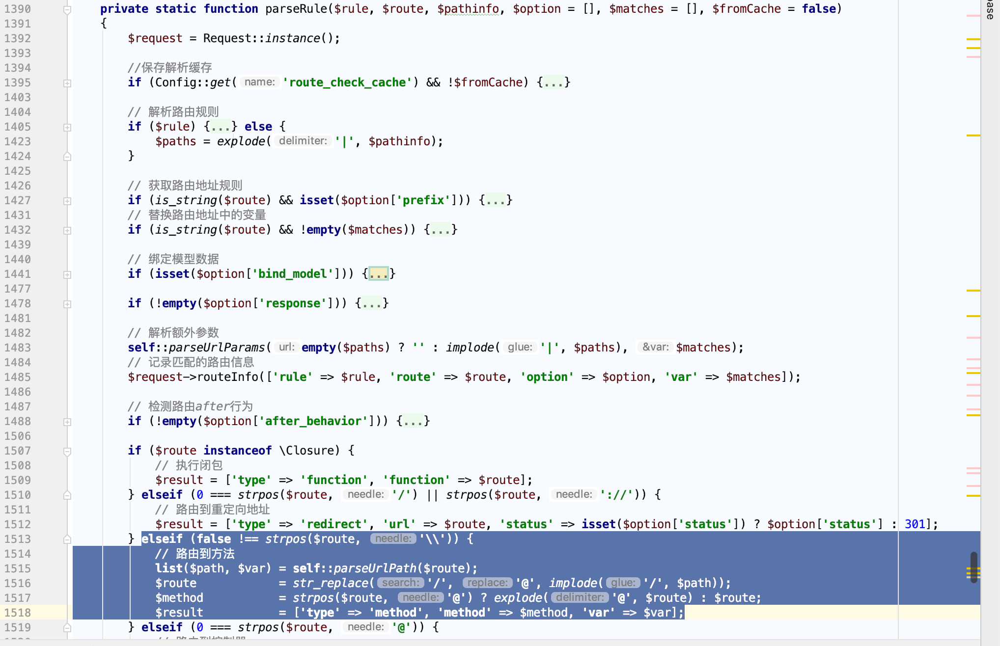 1390 private static function parseRule($rule, $route, $pathinfo, $option = [], $matches = [], $fromCache = false)
1391 {
1392 $request = Request::instance();
1393
1394 //保存解析缓存
1395 if (Config::get( name: 'route_check_cache') && !$fromCache) {...}
1403
1404 // 解析路由规则
1405 if ($rule) {...} else {
1423 $paths = explode( delimiter: '|', $pathinfo);
1424 }
1425
1426 // 获取路由地址规则
1427 if (is_string($route) && isset($option['prefix'])) {...}
1431 // 替换路由地址中的变量
1432 if (is_string($route) && !empty($matches)) {...}
1439
1440 // 绑定模型数据
1441 if (isset($option['bind_model'])) {...}
1477
1478 if (!empty($option['response'])) {...}
1481
1482 // 解析额外参数
1483 self::parseUrlParams( url: empty($paths) ? '' : implode( glue: '|', $paths), &var: $matches);
1484 // 记录匹配的路由信息
1485 $request->routeInfo(['rule' => $rule, 'route' => $route, 'option' => $option, 'var' => $matches]);
1486
1487 // 检测路由after行为
1488 if (!empty($option['after_behavior'])) {...}
1506
1507 if ($route instanceof \Closure) {
1508 // 执行闭包
1509 $result = ['type' => 'function', 'function' => $route];
1510 } elseif (0 === strpos($route, needle: '/') || strpos($route, needle: '://')) {
1511 // 路由到重定向地址
1512 $result = ['type' => 'redirect', 'url' => $route, 'status' => isset($option['status']) ? $option['status'] : 301];
1513 } elseif (false !== strpos($route, needle: '\\')) {
1514 // 路由到方法
1515 list($path, $var) = self::parseUrlPath($route);
1516 $route = str_replace( search: '/', replace: '@', implode( glue: '/', $path));
1517 $method = strpos($route, needle: '@') ? explode( delimiter: '@', $route) : $route;
1518 $result = ['type' => 'method', 'method' => $method, 'var' => $var];
1519 } elseif (0 === strpos($route, needle: '@')) {